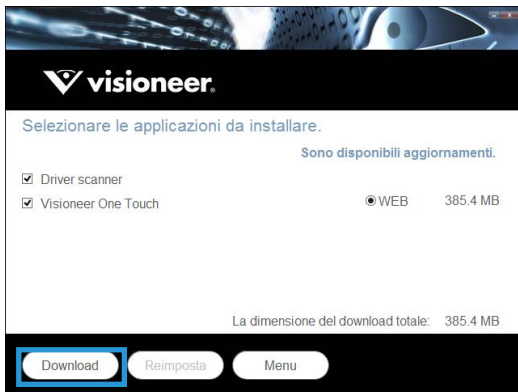 visioneer®
Selezionare le applicazioni da installare.
Sono disponibili aggiornamenti.
Driver scanner
Visioneer One Touch WEB 385.4 MB
La dimensione del download totale: 385.4 MB
Download Reimposta Menu